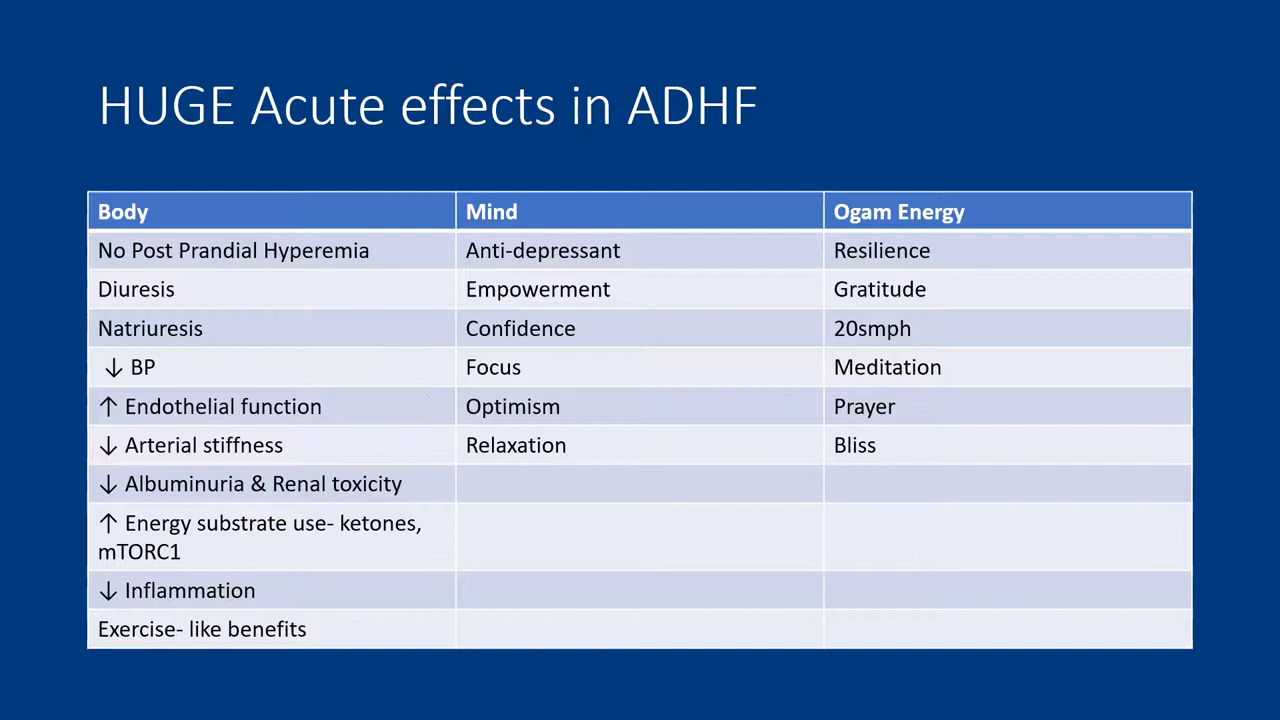 HUGE Acute effects in ADHF
Body Mind Ogam Energy
No Post Prandial Hyperemia Anti-depressant Resilience
Diuresis Empowerment Gratitude
Natriuresis Confidence 20smph
↓ BP Focus Meditation
↑ Endothelial function Optimism Prayer
↓ Arterial stiffness Relaxation Bliss
↓ Albuminuria & Renal toxicity
↑ Energy substrate use- ketones,
mTORC1
↓ Inflammation
Exercise- like benefits